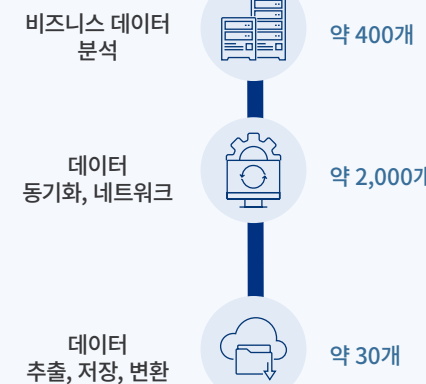 비즈니스 데이터
분석
약 400개
데이터
동기화, 네트워크
약 2,000개
데이터
추출, 저장, 변환
약 30개